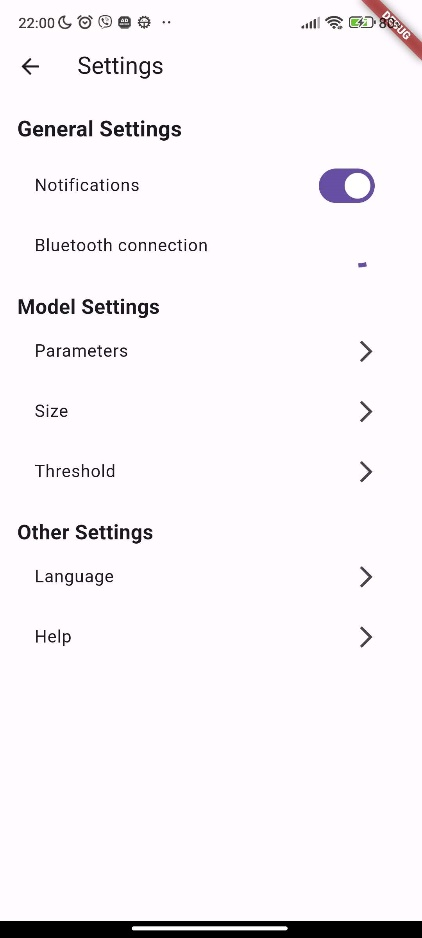 22:00
DEBUG
Settings
General Settings
Notifications
Bluetooth connection
Model Settings
Parameters
Size
Threshold
Other Settings
Language
Help